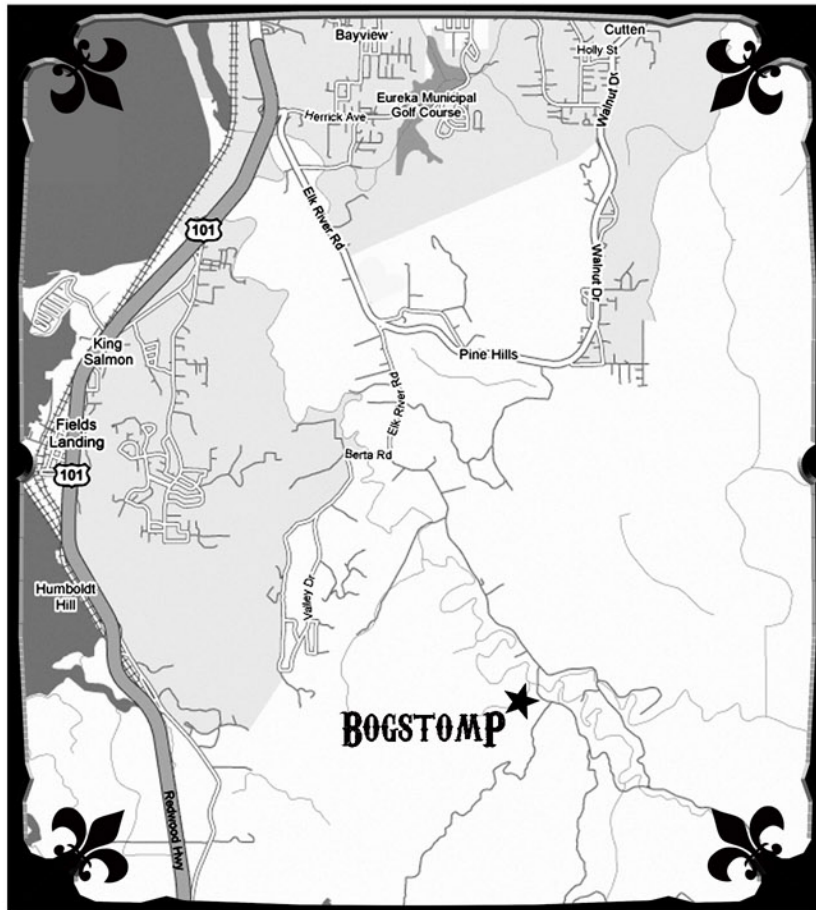 Cutten
Bayview
Holly St
Eureka Municipal
Golf Course
Herrick Ave
Walnut Dr
Elk River Rd
101
Walnut Dr
King
Salmon
Pine Hills
Elk River Rd
Fields
Landing
Berta Rd
101
Humboldt
Hill
Valley Dr
BOGSTOMP
Redwood Hwy